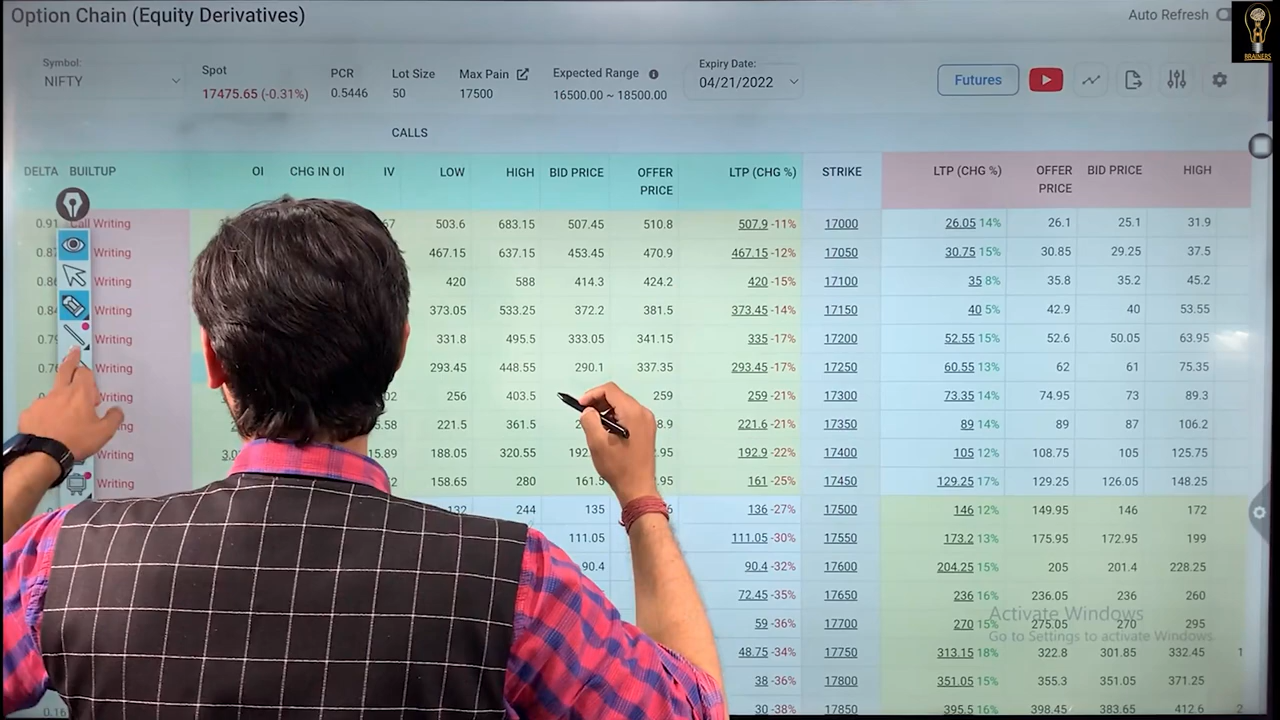 Option Chain (Equity Derivatives)
Auto Refresh
BRAINERS
Symbol:
NIFTY
Spot
17475.65 (-0.31%)
PCR
0.5446
Lot Size
50
Max Pain
17500
Expected Range
16500.00 ~ 18500.00
Expiry Date:
04/21/2022
Futures
CALLS
DELTA BUILTUP OI CHG IN OI IV LOW HIGH BID PRICE OFFER PRICE LTP (CHG %) STRIKE LTP (CHG %) OFFER PRICE BID PRICE HIGH
0.91 Call Writing 503.6 683.15 507.45 510.8 507.9 -11% 17000 26.05 14% 26.1 25.1 31.9
Writing 467.15 637.15 453.45 470.9 467.15 -12% 17050 30.75 15% 30.85 29.25 37.5
Writing 420 588 414.3 424.2 420 -15% 17100 35 8% 35.8 35.2 45.2
Writing 373.05 533.25 372.2 381.5 373.45 -14% 17150 40 5% 42.9 40 53.55
Writing 331.8 495.5 333.05 341.15 335 -17% 17200 52.55 15% 52.6 50.05 63.95
Writing 293.45 448.55 290.1 337.35 293.45 -17% 17250 60.55 13% 62 61 75.35
256 403.5 259 259 -21% 17300 73.35 14% 74.95 73 89.3
221.5 361.5 221.6 -21% 17350 89 14% 89 87 106.2
Writing 15.89 188.05 320.55 192.9 -22% 17400 105 12% 108.75 105 125.75
Writing 158.65 280 161 -25% 17450 129.25 17% 129.25 126.05 148.25
132 244 135 136 -27% 17500 146 12% 149.95 146 172
111.05 111.05 -30% 17550 173.2 13% 175.95 172.95 199
90.4 90.4 -32% 17600 204.25 15% 205 201.4 228.25
72.45 -35% 17650 236 16% 236.05 236 260
59 -36% 17700 270 15% 275.05 270 295
48.75 -34% 17750 313.15 18% 322.8 301.85 332.45 1
38 -36% 17800 351.05 15% 355.3 351.05 371.25
0.16 30 -38% 17850 395.5 16% 398.45 383.65 412.6 2
Activate Windows
Go to Settings to activate Windows